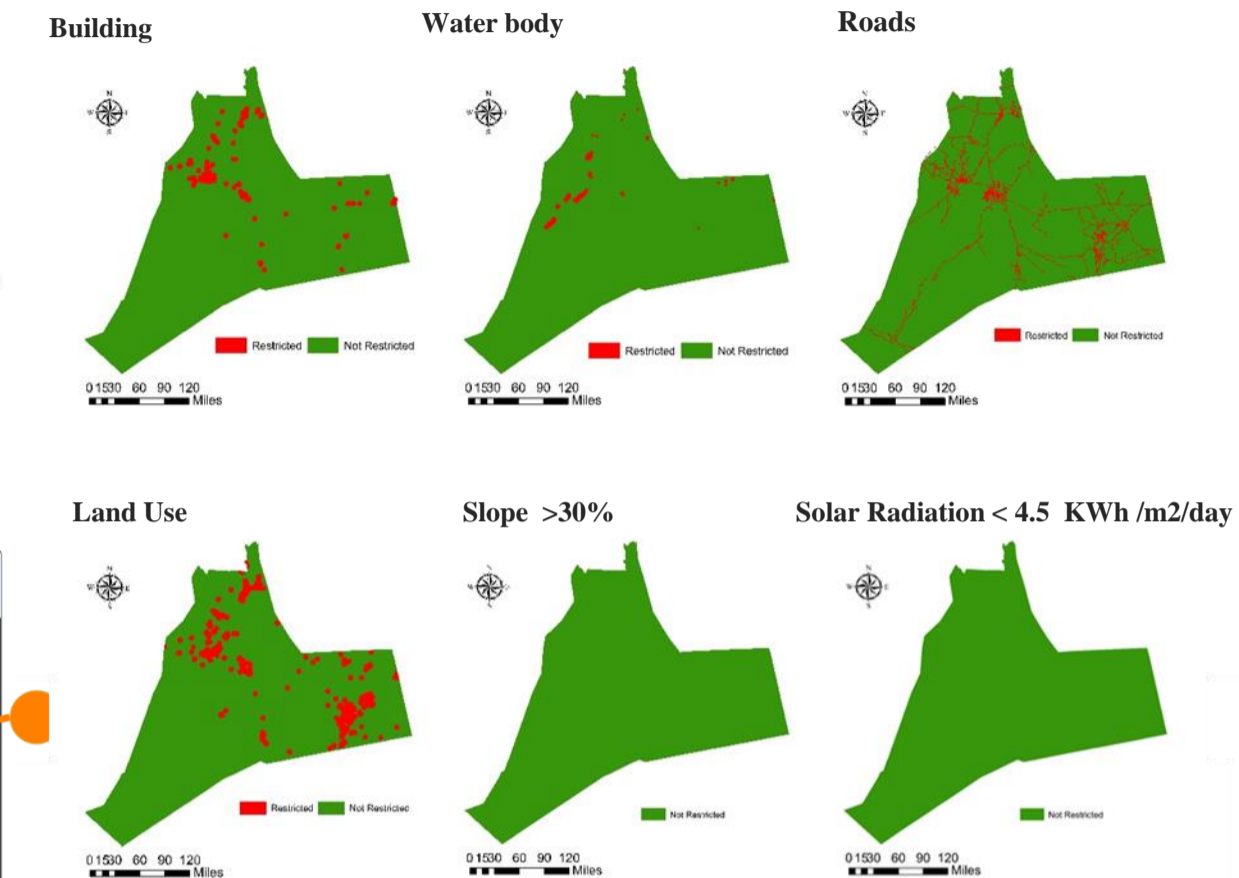 Building
Water body
Roads
N
W
S
N
W
N
W
Restricted
Not Restricted
Restricted
Not Restricted
Restricted
Not Restricted
0 1530 60 90 120
Miles
0 1530 60 90 120
Miles
0 1530 60 90 120
Miles
Land Use
Slope >30%
Solar Radiation < 4.5 KWh /m2/day
N
W
E
N
W
E
S
Restricted
Not Restricted
Not Restricted
Not Restricted
0 1530 60 90 120
Miles
0 1530 60 90 120
Miles
0 1530 60 90 120
Miles